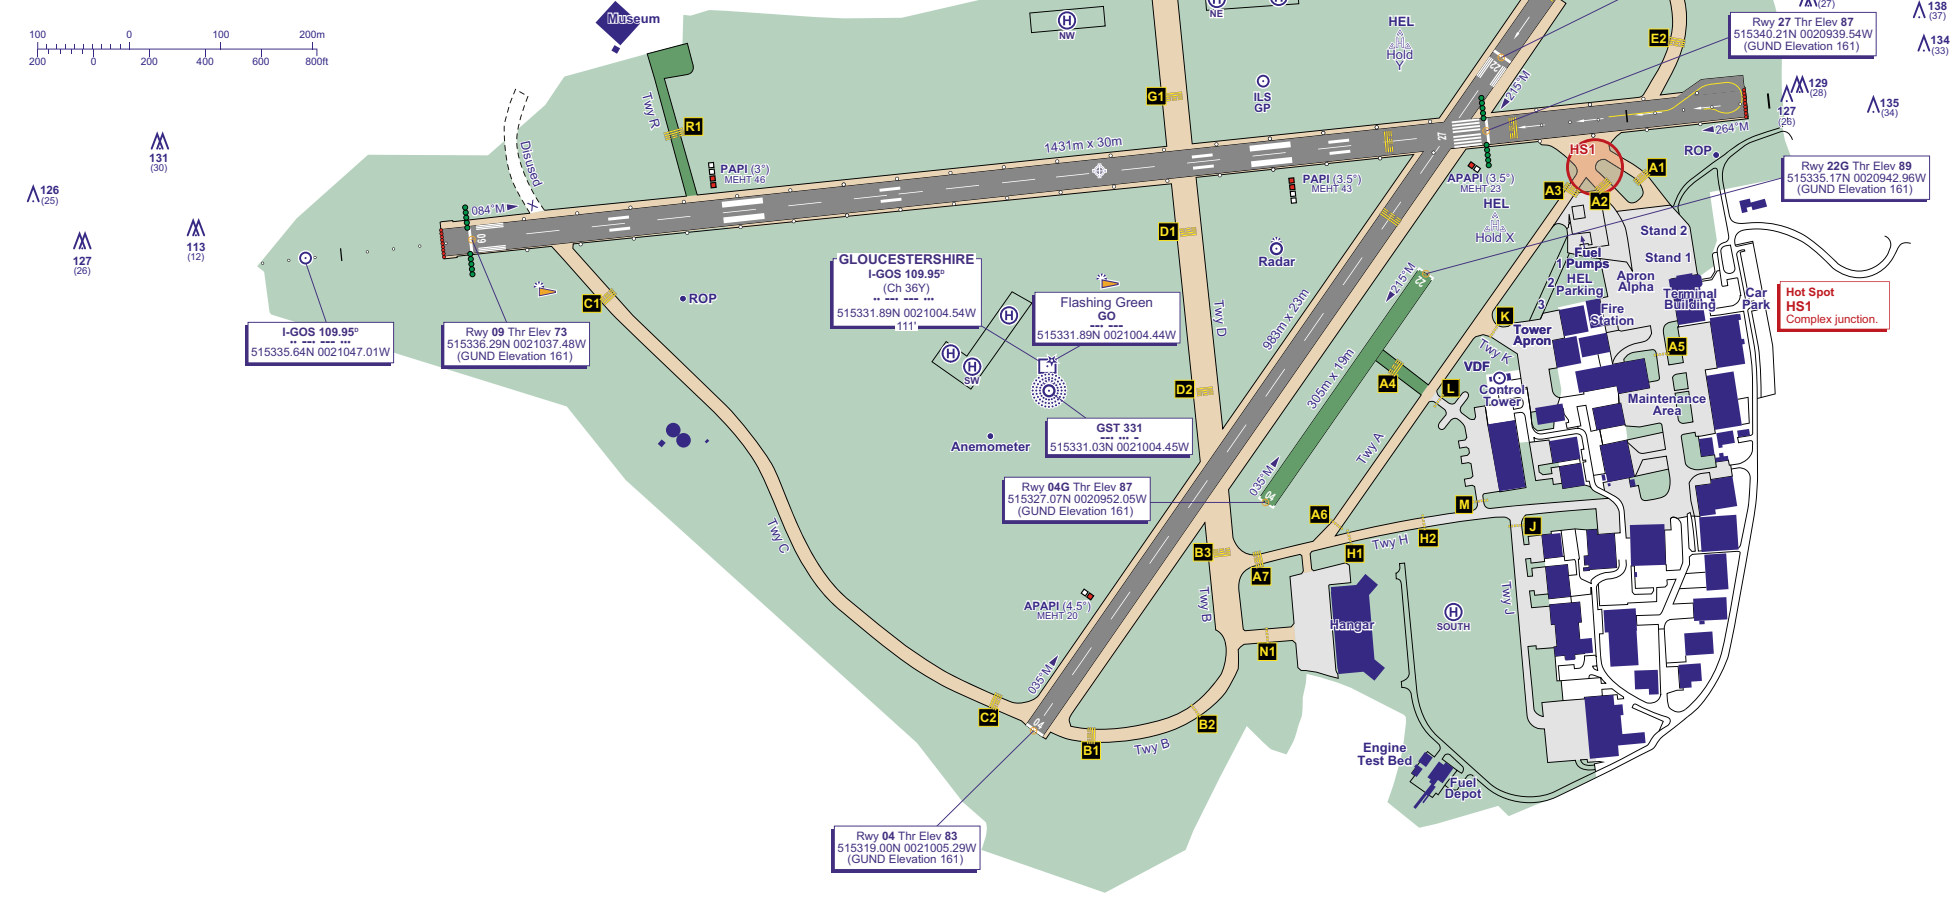 100 0 100 200m
200 0 200 400 600 800ft
Museum
H
NW
NE
HEL
Hold
Y
E2
(27)
138
(37)
134
(33)
Rwy 27 Thr Elev 87
515340.21N 0020939.54W
(GUND Elevation 161)
129
(28)
127
(26)
135
(34)
264°M
ROP
Twy R
R1
G1
ILS
GP
22
215°M
27
1431m x 30m
HS1
A1
A2
A3
131
(30)
126
(25)
113
(12)
127
(26)
Disused
X
084°M
09
PAPI (3°)
MEHT 46
PAPI (3.5°)
MEHT 43
APAPI (3.5°)
MEHT 23
HEL
Hold X
Rwy 22G Thr Elev 89
515335.17N 0020942.96W
(GUND Elevation 161)
D1
Radar
Stand 2
Stand 1
Fuel
Pumps
1
2
3
HEL
Parking
Apron
Alpha
Terminal
Building
Car
Park
Fire
Station
Tower
Apron
Hot Spot
HS1
Complex junction.
GLOUCESTERSHIRE
I-GOS 109.95D
(Ch 36Y)
515331.89N 0021004.54W
111'
Flashing Green
GO
515331.89N 0021004.44W
C1
ROP
I-GOS 109.95D
515335.64N 0021047.01W
Rwy 09 Thr Elev 73
515336.29N 0021037.48W
(GUND Elevation 161)
H
H
H
SW
Twy D
983m x 23m
215°M
22
305m x 19m
K
Twy K
A5
VDF
Control
Tower
Maintenance
Area
A4
L
D2
Anemometer
GST 331
515331.03N 0021004.45W
Twy A
Rwy 04G Thr Elev 87
515327.07N 0020952.05W
(GUND Elevation 161)
035°M
04
A6
M
J
H1
H2
Twy H
B3
A7
Twy C
Twy B
Twy J
APAPI (4.5°)
MEHT 20
Hangar
H
SOUTH
N1
035°M
04
C2
B1
B2
Twy B
Engine
Test Bed
Fuel
Depot
Rwy 04 Thr Elev 83
515319.00N 0021005.29W
(GUND Elevation 161)